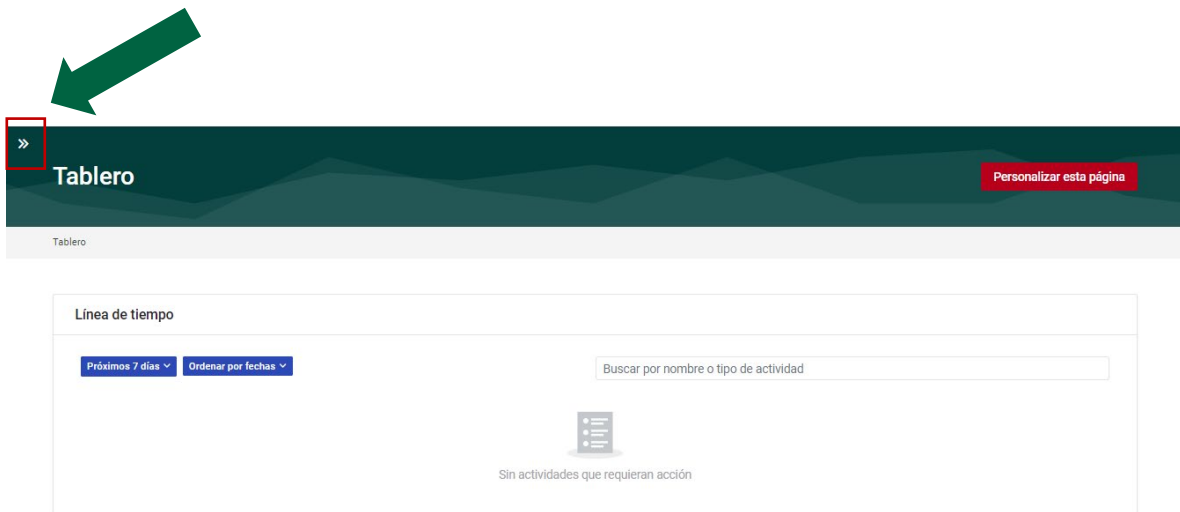 »
Tablero
Personalizar esta página
Tablero
Línea de tiempo
Próximos 7 días
Ordenar por fechas
Buscar por nombre o tipo de actividad
Sin actividades que requieran acción